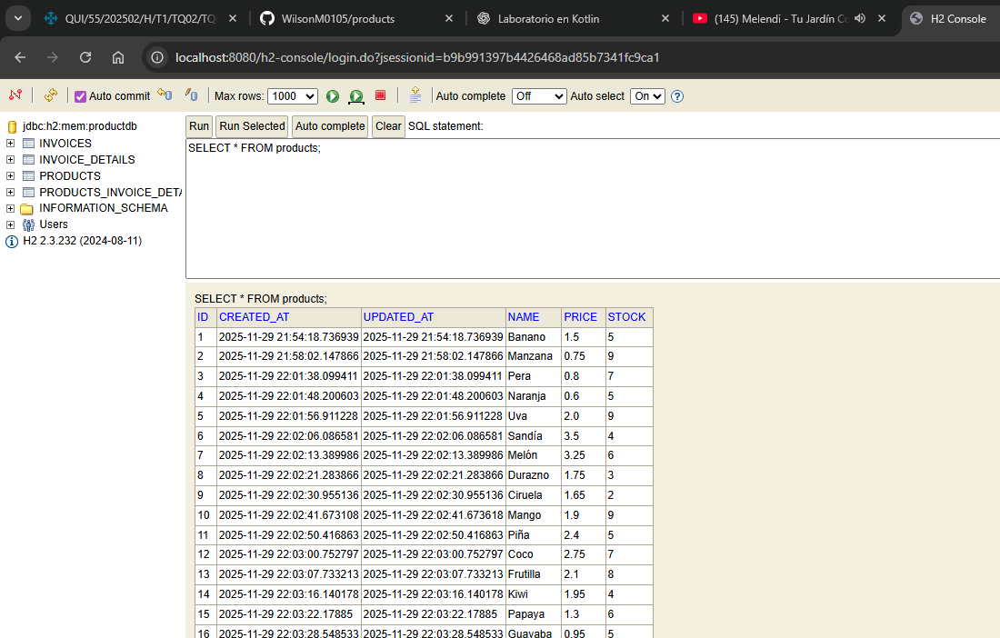 QUI/55/202502/H/T1/TQ02/TQ
WilsonM0105/products
Laboratorio en Kotlin
(145) Melendi - Tu Jardín Co
H2 Console
localhost:8080/h2-console/login.do?jsessionid=b9b991397b4426468ad85b7341fc9ca1
Auto commit Max rows: 1000 Auto complete Off Auto select On
jdbc:h2:mem:productdb
INVOICES
INVOICE_DETAILS
PRODUCTS
PRODUCTS_INVOICE_DETA
INFORMATION_SCHEMA
Users
H2 2.3.232 (2024-08-11)
Run Run Selected Auto complete Clear SQL statement:
SELECT * FROM products;
SELECT * FROM products;
ID CREATED_AT UPDATED_AT NAME PRICE STOCK
1 2025-11-29 21:54:18.736939 2025-11-29 21:54:18.736939 Banano 1.5 5
2 2025-11-29 21:58:02.147866 2025-11-29 21:58:02.147866 Manzana 0.75 9
3 2025-11-29 22:01:38.099411 2025-11-29 22:01:38.099411 Pera 0.8 7
4 2025-11-29 22:01:48.200603 2025-11-29 22:01:48.200603 Naranja 0.6 5
5 2025-11-29 22:01:56.911228 2025-11-29 22:01:56.911228 Uva 2.0 9
6 2025-11-29 22:02:06.086581 2025-11-29 22:02:06.086581 Sandía 3.5 4
7 2025-11-29 22:02:13.389986 2025-11-29 22:02:13.389986 Melón 3.25 6
8 2025-11-29 22:02:21.283866 2025-11-29 22:02:21.283866 Durazno 1.75 3
9 2025-11-29 22:02:30.955136 2025-11-29 22:02:30.955136 Ciruela 1.65 2
10 2025-11-29 22:02:41.673108 2025-11-29 22:02:41.673618 Mango 1.9 9
11 2025-11-29 22:02:50.416863 2025-11-29 22:02:50.416863 Piña 2.4 5
12 2025-11-29 22:03:00.752797 2025-11-29 22:03:00.752797 Coco 2.75 7
13 2025-11-29 22:03:07.733213 2025-11-29 22:03:07.733213 Frutilla 2.1 8
14 2025-11-29 22:03:16.140178 2025-11-29 22:03:16.140178 Kiwi 1.95 4
15 2025-11-29 22:03:22.17885 2025-11-29 22:03:22.17885 Papaya 1.3 6
16 2025-11-29 22:03:28.548533 2025-11-29 22:03:28.548533 Guayaba 0.95 5